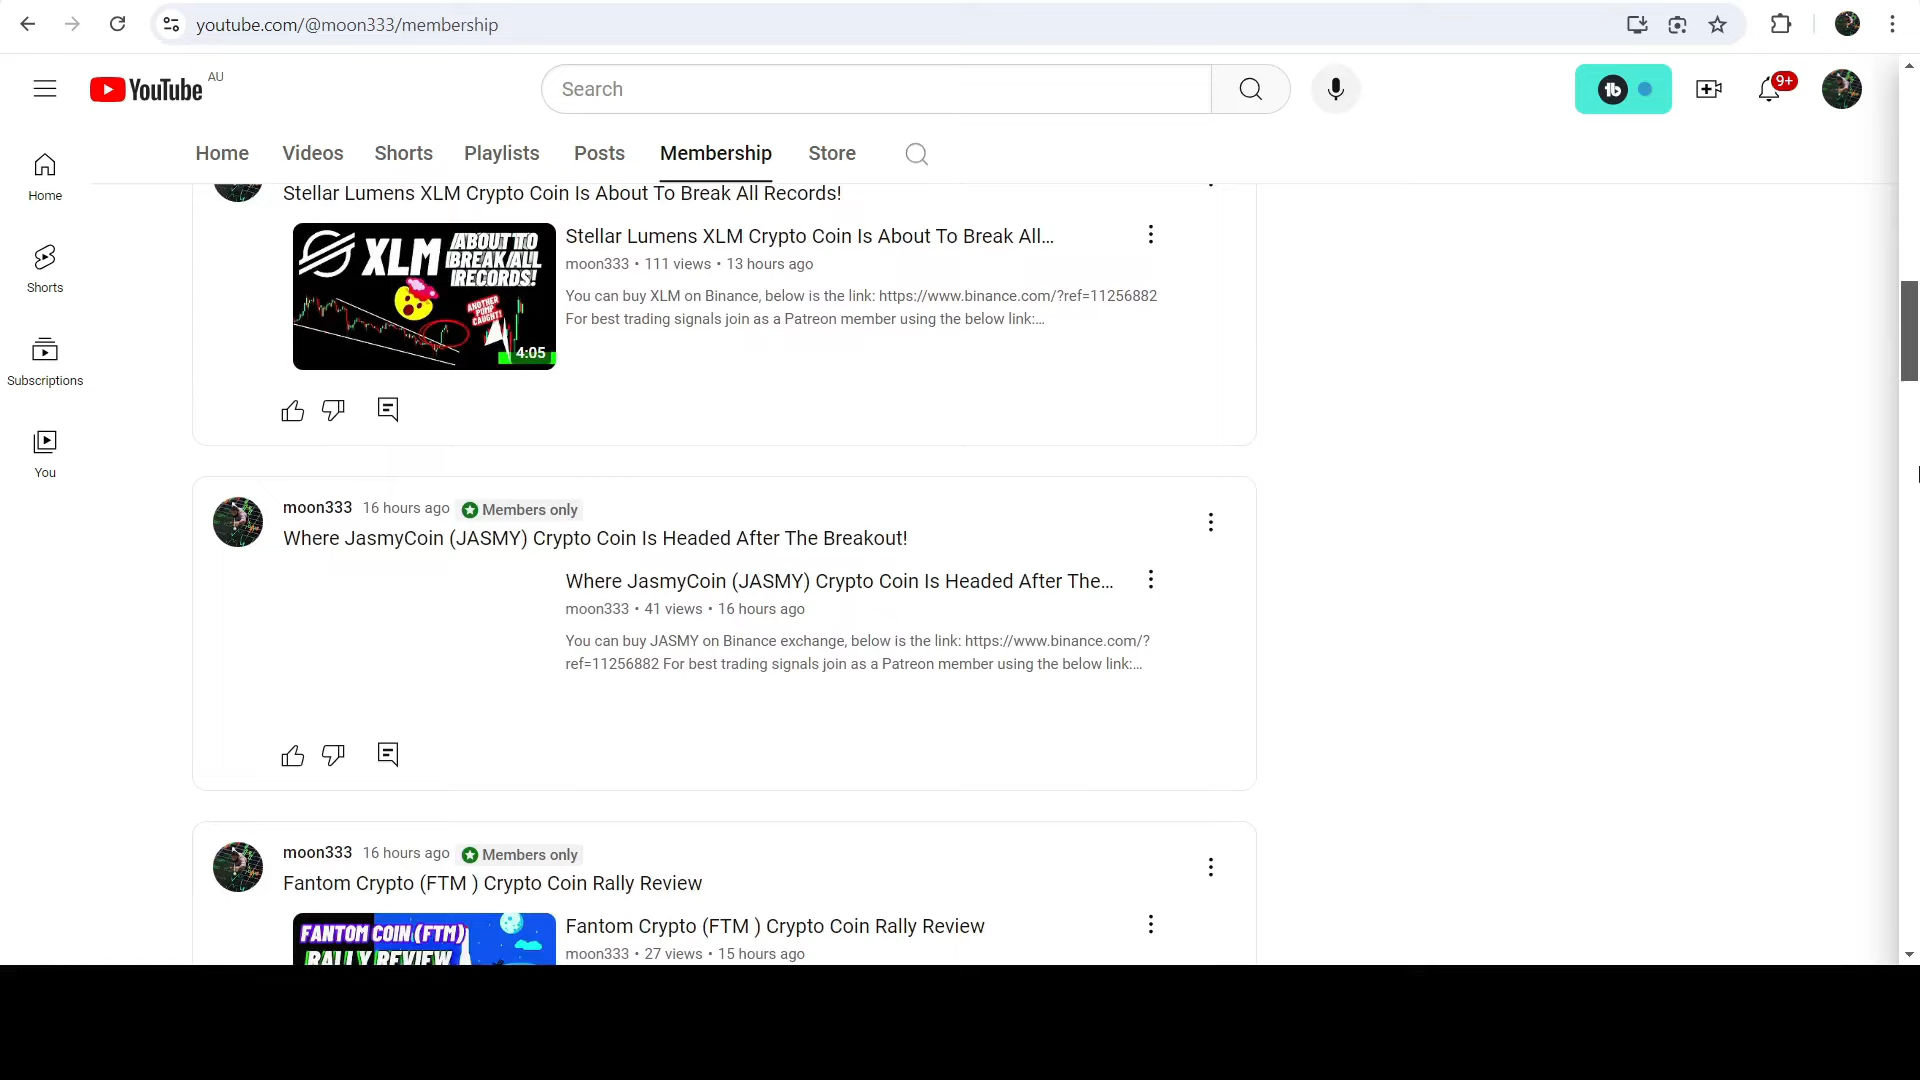 youtube.com/@moon333/membership
YouTube AU
Search
9+
Home
Videos
Shorts
Playlists
Posts
Membership
Store
Home
Shorts
Subscriptions
You
Stellar Lumens XLM Crypto Coin Is About To Break All Records!
XLM
ABOUT TO
BREAK ALL
RECORDS!
ANOTHER
PUMP
CAUGHT!
4:05
Stellar Lumens XLM Crypto Coin Is About To Break All...
moon333 • 111 views • 13 hours ago
You can buy XLM on Binance, below is the link: https://www.binance.com/?ref=11256882
For best trading signals join as a Patreon member using the below link:...
moon333 16 hours ago Members only
Where JasmyCoin (JASMY) Crypto Coin Is Headed After The Breakout!
Where JasmyCoin (JASMY) Crypto Coin Is Headed After The...
moon333 • 41 views • 16 hours ago
You can buy JASMY on Binance exchange, below is the link: https://www.binance.com/?
ref=11256882 For best trading signals join as a Patreon member using the below link:...
moon333 16 hours ago Members only
Fantom Crypto (FTM ) Crypto Coin Rally Review
FANTOM COIN (FTM)
RALLY REVIEW
Fantom Crypto (FTM ) Crypto Coin Rally Review
moon333 • 27 views • 15 hours ago